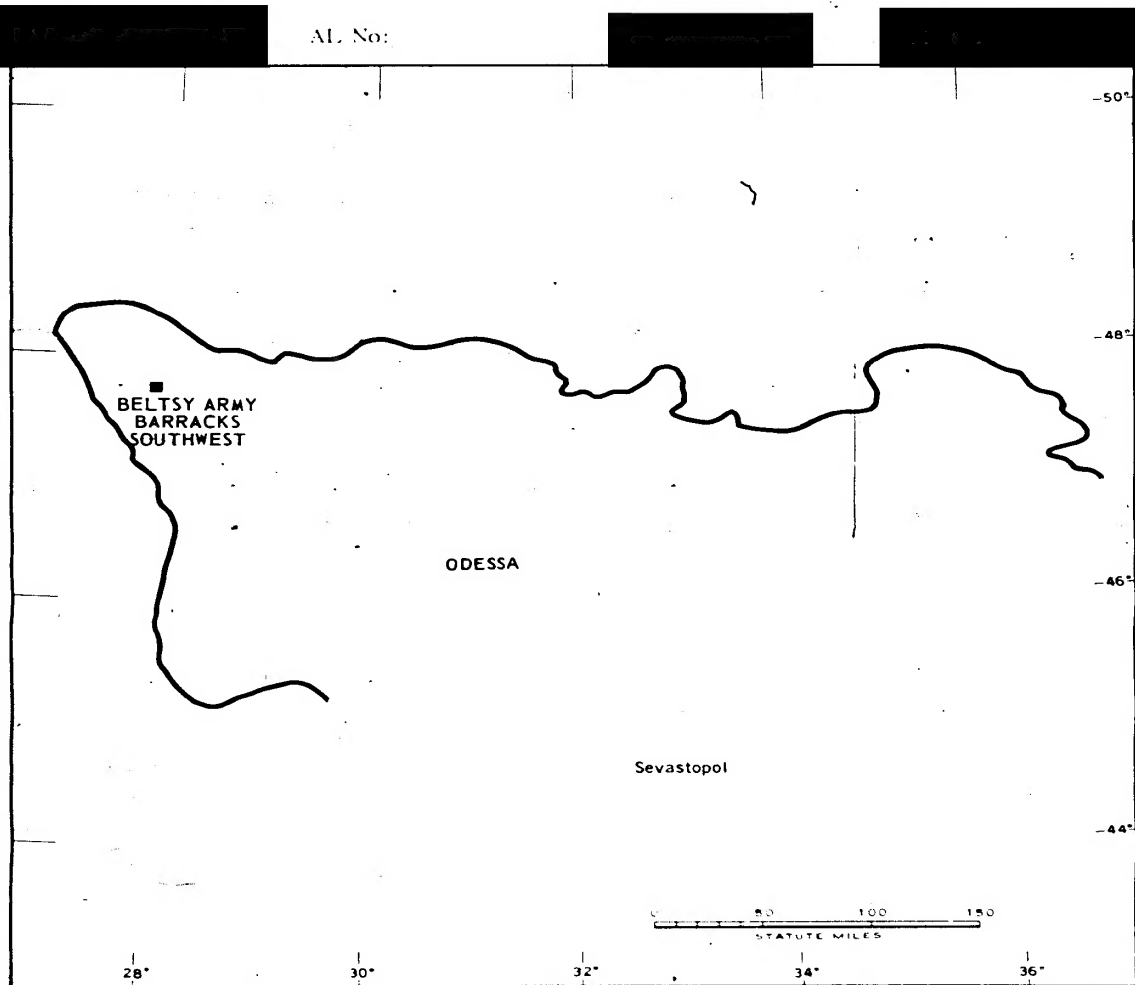 AL No:
50°
48°
BELTSY ARMY
BARRACKS
SOUTHWEST
ODESSA
46°
Sevastopol
44°
0 50 100 150
STATUTE MILES
28° 30° 32° 34° 36°